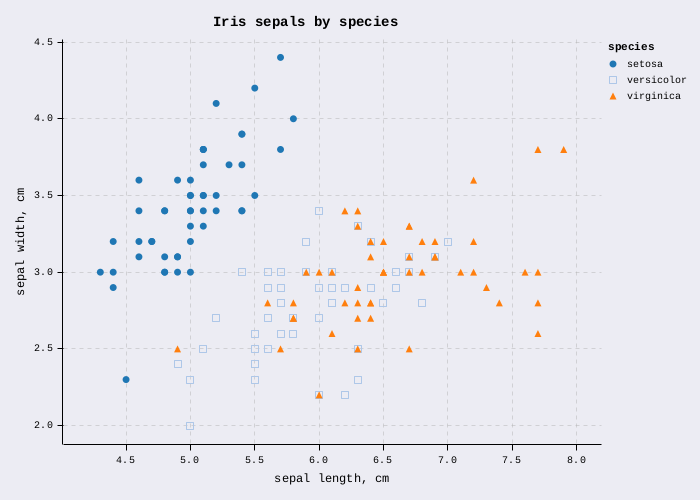 Iris sepals by species
species
setosa
versicolor
virginica
4.5
4.0
3.5
3.0
2.5
2.0
sepal width, cm
4.5 5.0 5.5 6.0 6.5 7.0 7.5 8.0
sepal length, cm